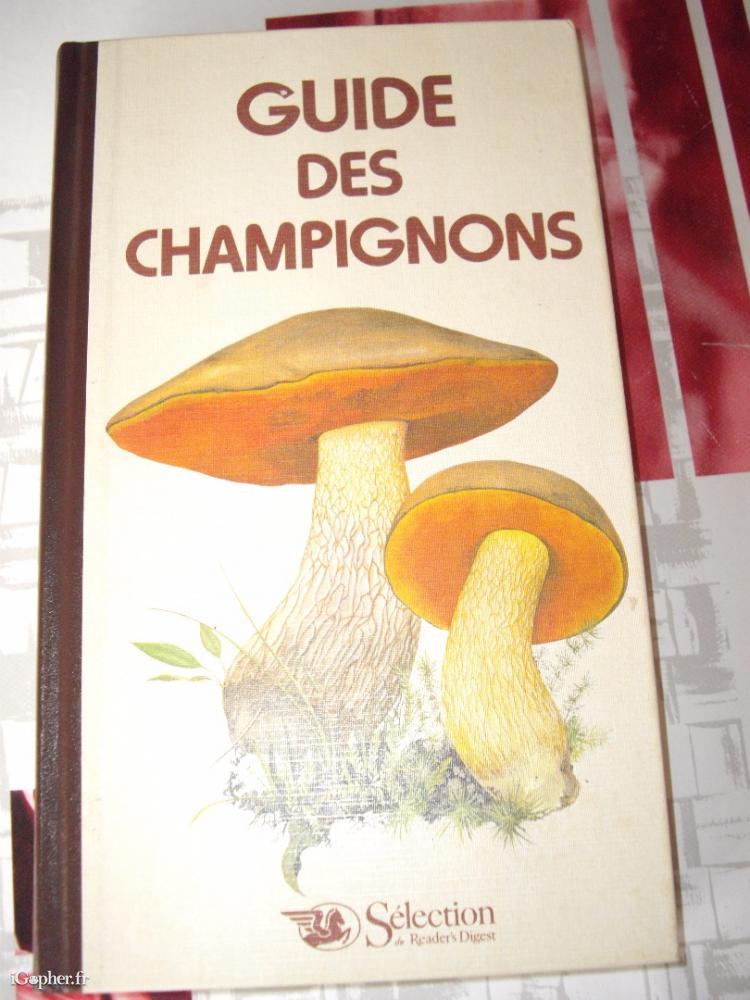 GUIDE
DES
CHAMPIGNONS
Sélection
du Reader's Digest
iGopher.fr